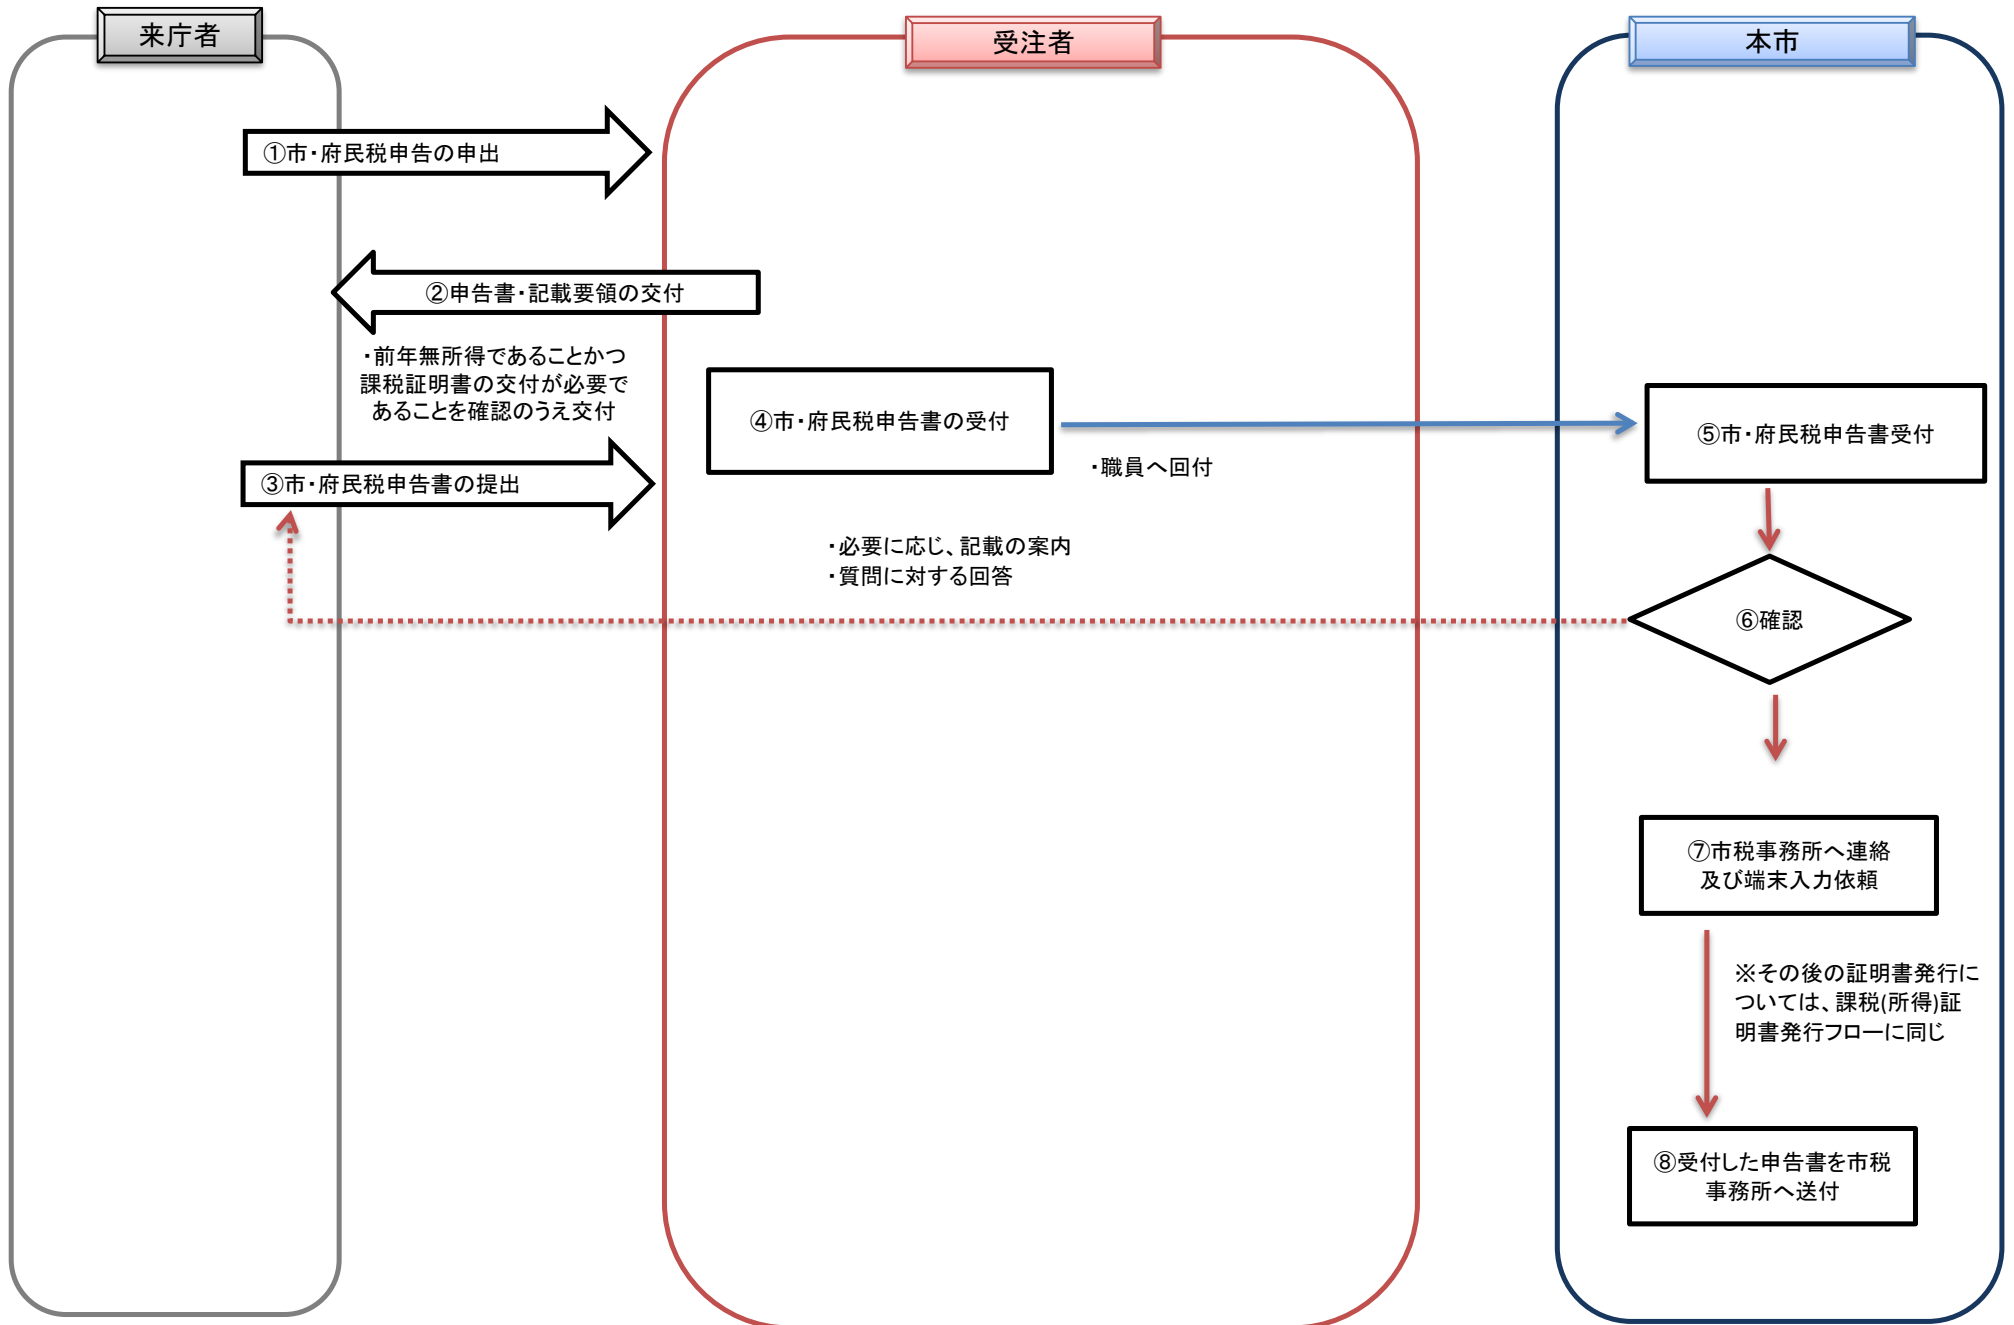 来庁者
受注者
本市
①市・府民税申告の申出
②申告書・記載要領の交付
・前年無所得であることかつ
課税証明書の交付が必要で
あることを確認のうえ交付
③市・府民税申告書の提出
④市・府民税申告書の受付
・職員へ回付
⑤市・府民税申告書受付
・必要に応じ、記載の案内
・質問に対する回答
⑥確認
⑦市税事務所へ連絡
及び端末入力依頼
※その後の証明書発行に
ついては、課税(所得)証
明書発行フローに同じ
⑧受付した申告書を市税
事務所へ送付